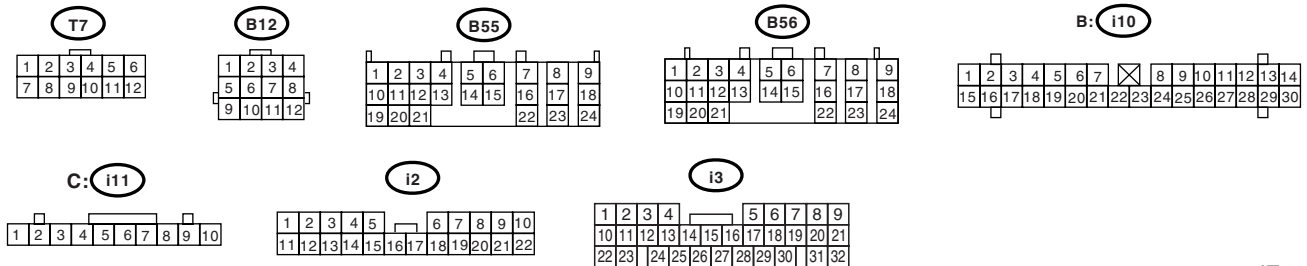 T7
B12
B55
B56
B: i10
1 2 3 4 5 6
7 8 9 10 11 12
1 2 3 4
5 6 7 8
9 10 11 12
1 2 3 4 5 6 7 8 9
10 11 12 13 14 15 16 17 18
19 20 21 22 23 24
1 2 3 4 5 6 7 8 9
10 11 12 13 14 15 16 17 18
19 20 21 22 23 24
1 2 3 4 5 6 7 8 9 10 11 12 13 14
15 16 17 18 19 20 21 22 23 24 25 26 27 28 29 30
C: i11
i2
i3
1 2 3 4 5 6 7 8 9 10
1 2 3 4 5 6 7 8 9 10
11 12 13 14 15 16 17 18 19 20 21 22
1 2 3 4 5 6 7 8 9
10 11 12 13 14 15 16 17 18 19 20 21
22 23 24 25 26 27 28 29 30 31 32